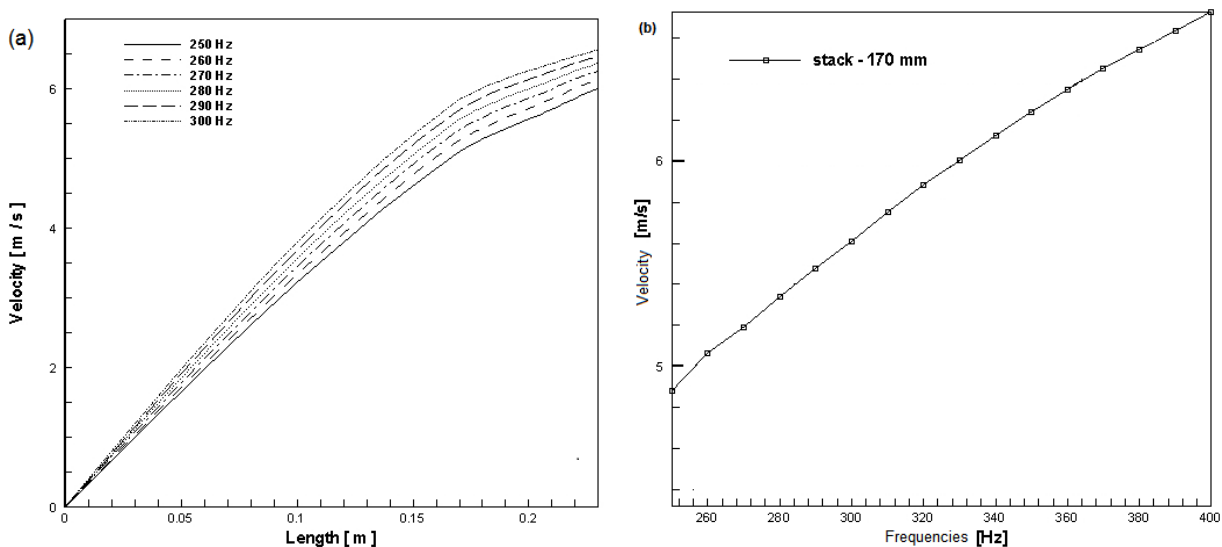 (a)
250 Hz
260 Hz
270 Hz
280 Hz
290 Hz
300 Hz
Velocity [ m / s ]
6
4
2
0
0 0.05 0.1 0.15 0.2
Length [ m ]
(b)
stack - 170 mm
Velocity [m/s]
6
5
260 280 300 320 340 360 380 400
Frequencies [Hz]